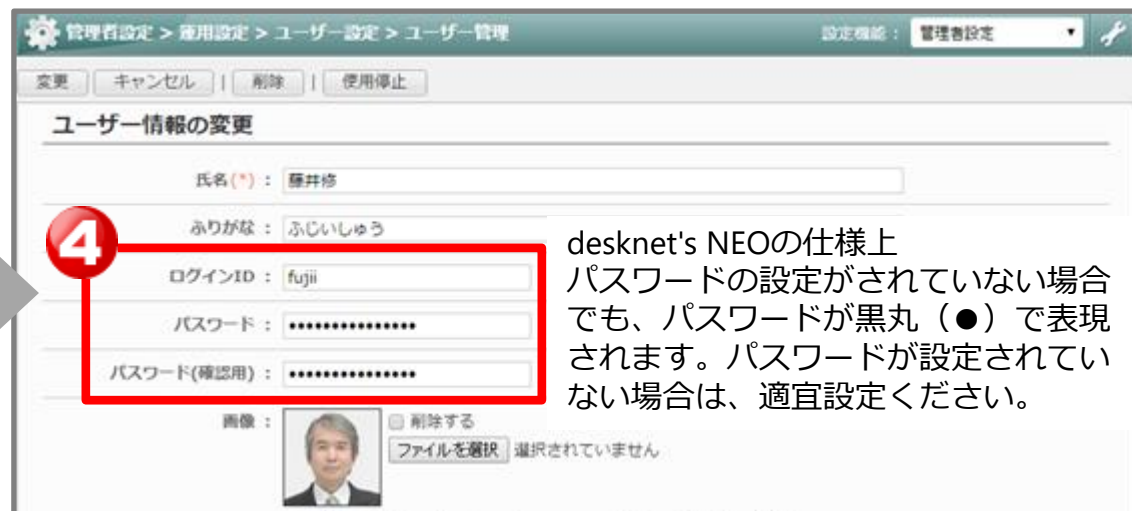 管理者設定 > 運用設定 > ユーザー設定 > ユーザー管理 設定機能： 管理者設定
変更 キャンセル | 削除 | 使用停止
ユーザー情報の変更
氏名(*) ： 藤井修
ふりがな ： ふじいしゅう
4
ログインID ： fujii
パスワード ： •••••••••••••••
パスワード(確認用) ： •••••••••••••••
desknet's NEOの仕様上
パスワードの設定がされていない場合
でも、パスワードが黒丸（●）で表現
されます。パスワードが設定されてい
ない場合は、適宜設定ください。
画像 ： 削除する
ファイルを選択 選択されていません